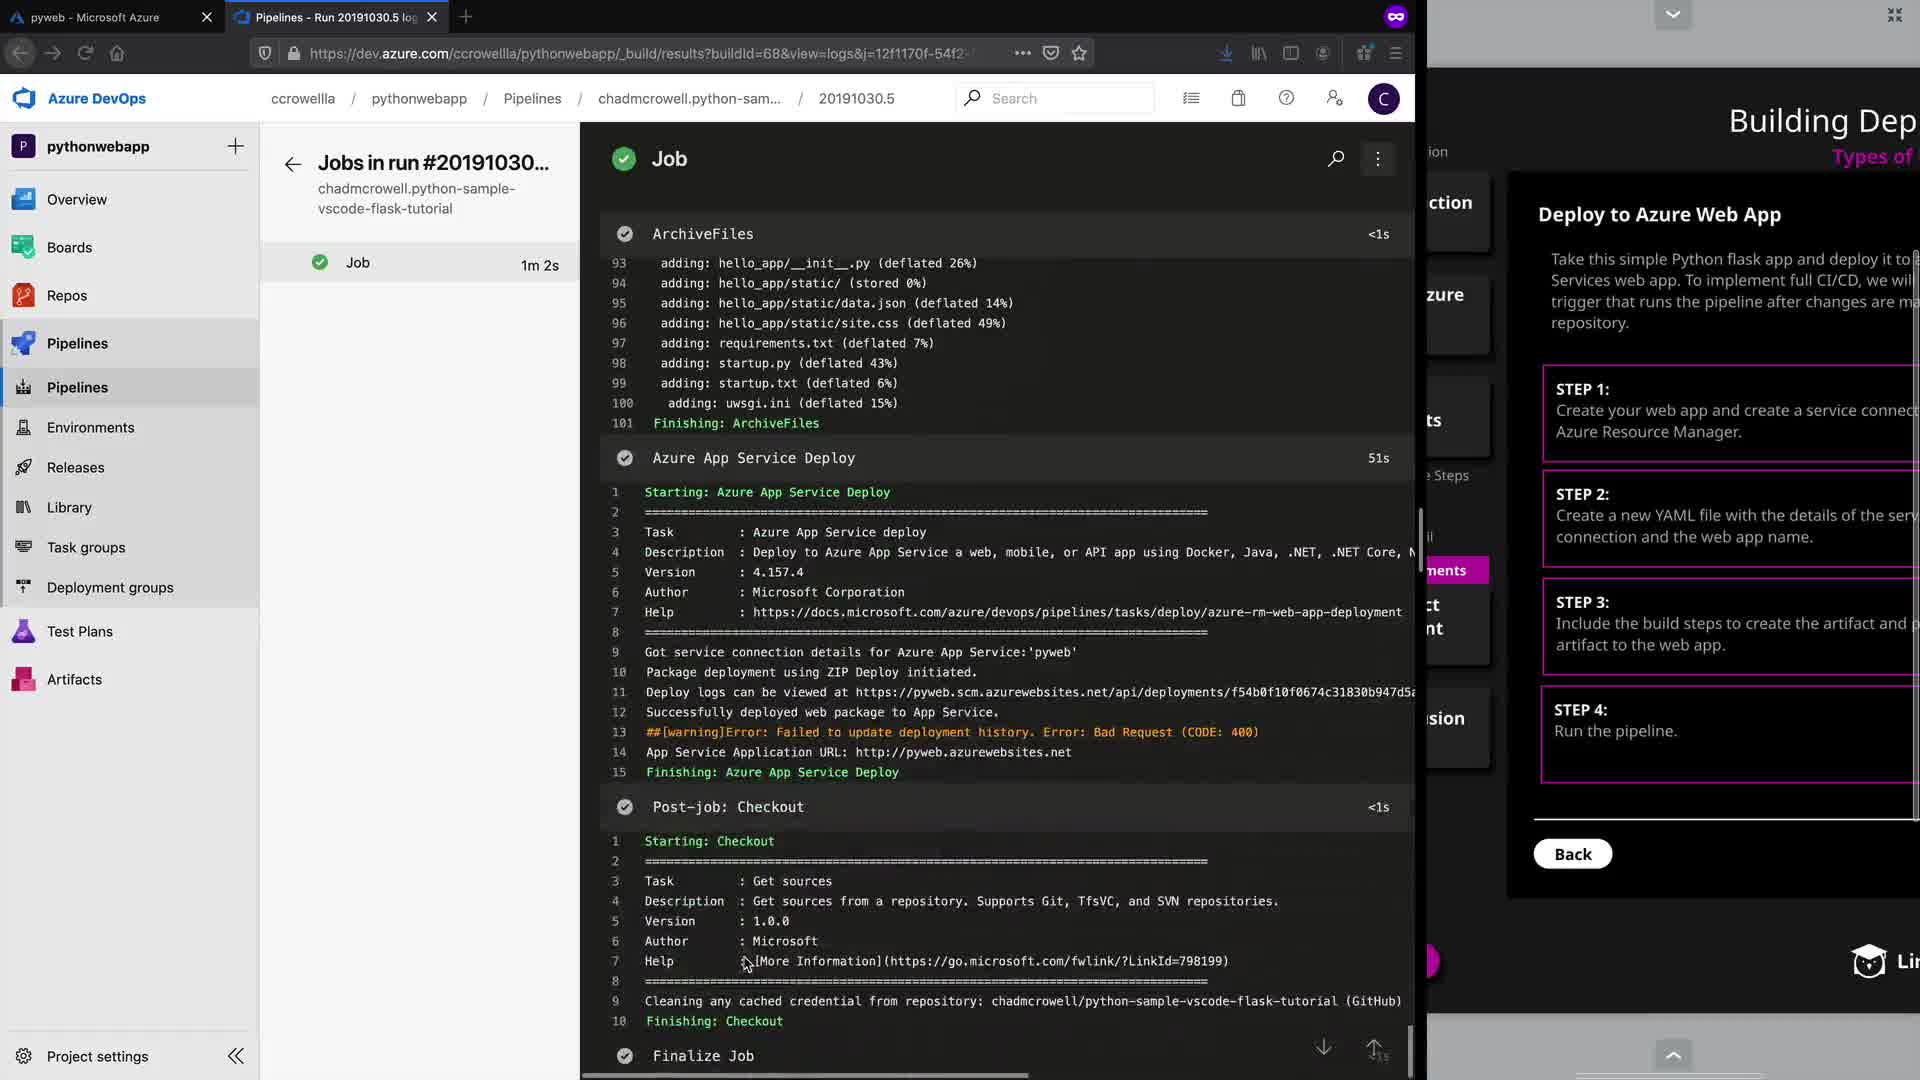 pyweb - Microsoft Azure
Pipelines - Run 20191030.5 log
https://dev.azure.com/ccrowellla/pythonwebapp/_build/results?buildId=68&view=logs&j=12f1170f-54f2-
Azure DevOps
ccrowellla / pythonwebapp / Pipelines / chadmcrowell.python-sam... / 20191030.5
Search
C
P pythonwebapp
Overview
Boards
Repos
Pipelines
Pipelines
Environments
Releases
Library
Task groups
Deployment groups
Test Plans
Artifacts
Project settings
Jobs in run #20191030...
chadmcrowell.python-sample-
vscode-flask-tutorial
Job 1m 2s
Job
ArchiveFiles <1s
93 adding: hello_app/__init__.py (deflated 26%)
94 adding: hello_app/static/ (stored 0%)
95 adding: hello_app/static/data.json (deflated 14%)
96 adding: hello_app/static/site.css (deflated 49%)
97 adding: requirements.txt (deflated 7%)
98 adding: startup.py (deflated 43%)
99 adding: startup.txt (deflated 6%)
100 adding: uwsgi.ini (deflated 15%)
101 Finishing: ArchiveFiles
Azure App Service Deploy 51s
1 Starting: Azure App Service Deploy
2 ==============================================================================
3 Task : Azure App Service deploy
4 Description : Deploy to Azure App Service a web, mobile, or API app using Docker, Java, .NET, .NET Core, N
5 Version : 4.157.4
6 Author : Microsoft Corporation
7 Help : https://docs.microsoft.com/azure/devops/pipelines/tasks/deploy/azure-rm-web-app-deployment
8 ==============================================================================
9 Got service connection details for Azure App Service:'pyweb'
10 Package deployment using ZIP Deploy initiated.
11 Deploy logs can be viewed at https://pyweb.scm.azurewebsites.net/api/deployments/f54b0f10f0674c31830b947d5a
12 Successfully deployed web package to App Service.
13 ##[warning]Error: Failed to update deployment history. Error: Bad Request (CODE: 400)
14 App Service Application URL: http://pyweb.azurewebsites.net
15 Finishing: Azure App Service Deploy
Post-job: Checkout <1s
1 Starting: Checkout
2 ==============================================================================
3 Task : Get sources
4 Description : Get sources from a repository. Supports Git, TfsVC, and SVN repositories.
5 Version : 1.0.0
6 Author : Microsoft
7 Help : [More Information](https://go.microsoft.com/fwlink/?LinkId=798199)
8 ==============================================================================
9 Cleaning any cached credential from repository: chadmcrowell/python-sample-vscode-flask-tutorial (GitHub)
10 Finishing: Checkout
Finalize Job
Building Dep
Types of
ion
ction
zure
ts
e Steps
il
ments
ct
nt
sion
Deploy to Azure Web App
Take this simple Python flask app and deploy it to a
Services web app. To implement full CI/CD, we will
trigger that runs the pipeline after changes are ma
repository.
STEP 1:
Create your web app and create a service connect
Azure Resource Manager.
STEP 2:
Create a new YAML file with the details of the serv
connection and the web app name.
STEP 3:
Include the build steps to create the artifact and p
artifact to the web app.
STEP 4:
Run the pipeline.
Back
Lin